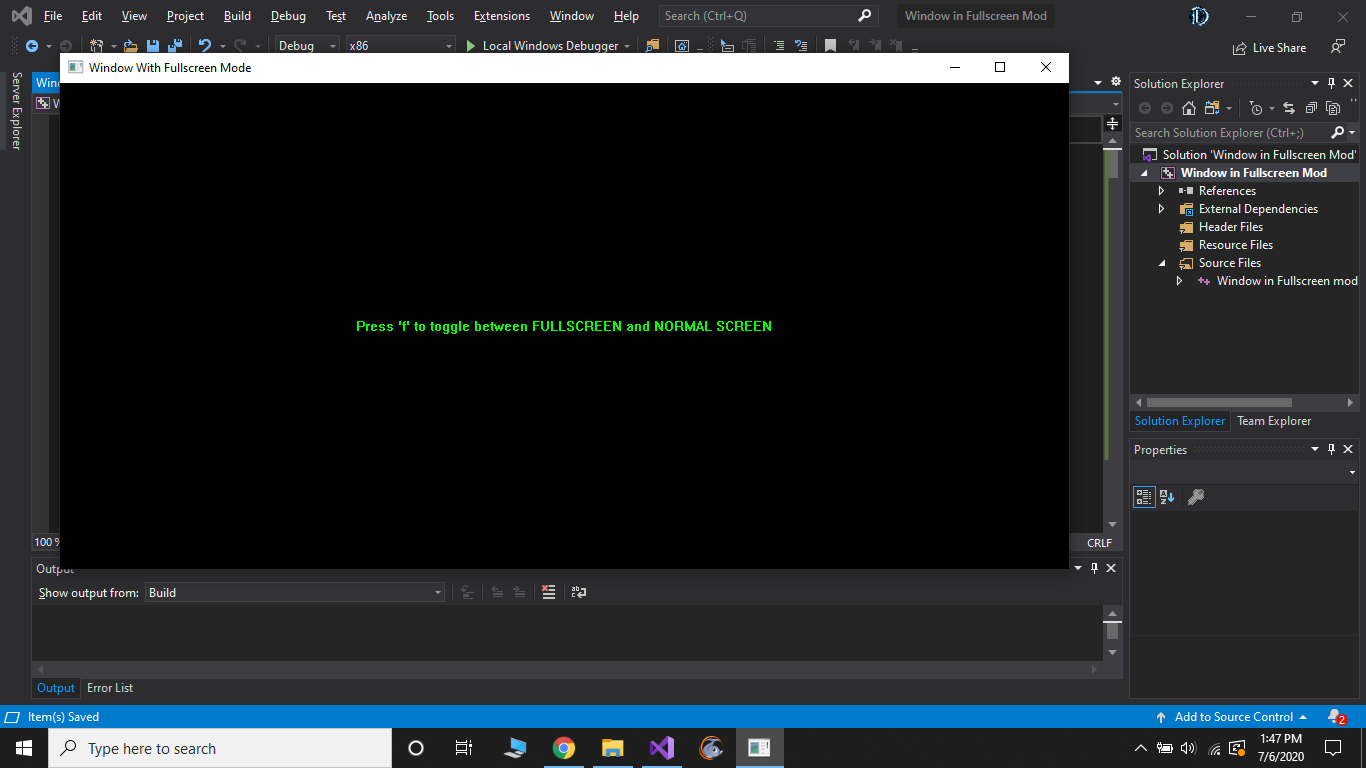 File Edit View Project Build Debug Test Analyze Tools Extensions Window Help Search (Ctrl+Q) Window in Fullscreen Mod
Debug x86 Local Windows Debugger Live Share
Server Explorer
Wind
W
Window With Fullscreen Mode
Press 'f' to toggle between FULLSCREEN and NORMAL SCREEN
100 %
CRLF
Solution Explorer
Search Solution Explorer (Ctrl+;)
Solution 'Window in Fullscreen Mod'
Window in Fullscreen Mod
References
External Dependencies
Header Files
Resource Files
Source Files
Window in Fullscreen mod
Solution Explorer Team Explorer
Properties
Output
Show output from: Build
Output Error List
Item(s) Saved Add to Source Control 2
Type here to search
1:47 PM
7/6/2020